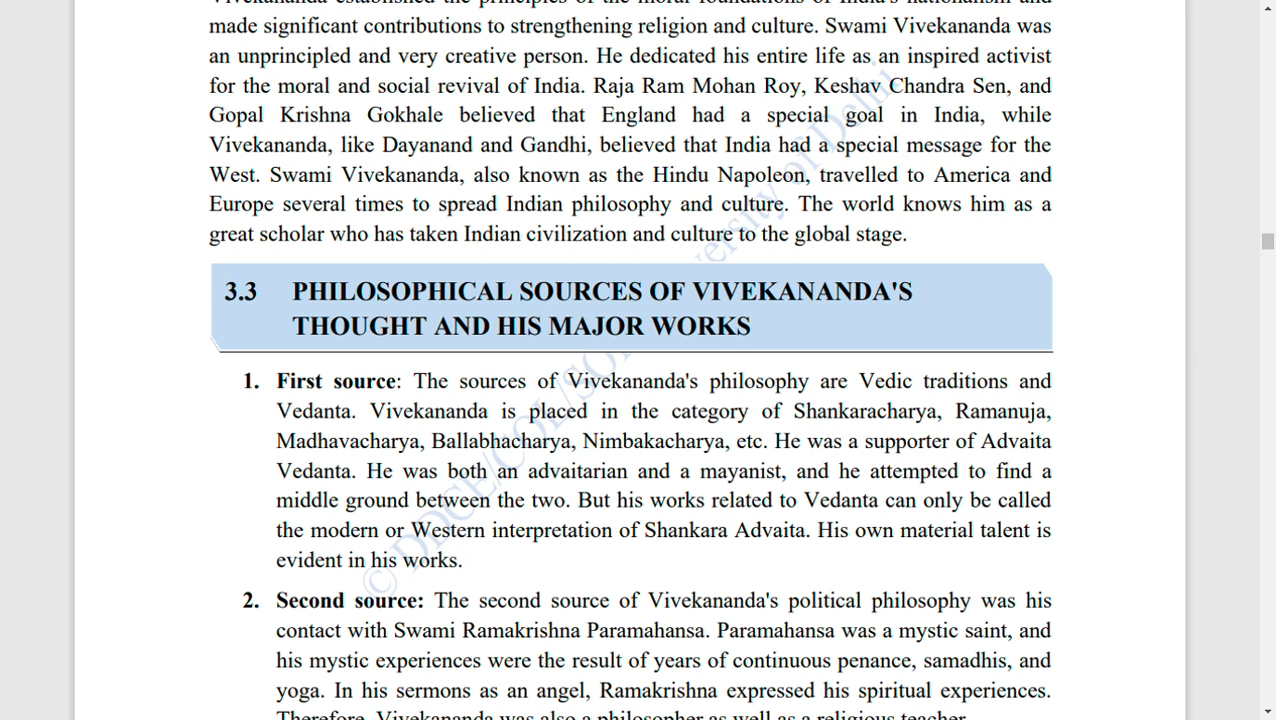 made significant contributions to strengthening religion and culture. Swami Vivekananda was
an unprincipled and very creative person. He dedicated his entire life as an inspired activist
for the moral and social revival of India. Raja Ram Mohan Roy, Keshav Chandra Sen, and
Gopal Krishna Gokhale believed that England had a special goal in India, while
Vivekananda, like Dayanand and Gandhi, believed that India had a special message for the
West. Swami Vivekananda, also known as the Hindu Napoleon, travelled to America and
Europe several times to spread Indian philosophy and culture. The world knows him as a
great scholar who has taken Indian civilization and culture to the global stage.
3.3 PHILOSOPHICAL SOURCES OF VIVEKANANDA'S
THOUGHT AND HIS MAJOR WORKS
1. First source: The sources of Vivekananda's philosophy are Vedic traditions and
Vedanta. Vivekananda is placed in the category of Shankaracharya, Ramanuja,
Madhavacharya, Ballabhacharya, Nimbakacharya, etc. He was a supporter of Advaita
Vedanta. He was both an advaitarian and a mayanist, and he attempted to find a
middle ground between the two. But his works related to Vedanta can only be called
the modern or Western interpretation of Shankara Advaita. His own material talent is
evident in his works.
2. Second source: The second source of Vivekananda's political philosophy was his
contact with Swami Ramakrishna Paramahansa. Paramahansa was a mystic saint, and
his mystic experiences were the result of years of continuous penance, samadhis, and
yoga. In his sermons as an angel, Ramakrishna expressed his spiritual experiences.
Therefore, Vivekananda was also a philosopher as well as a religious teacher.